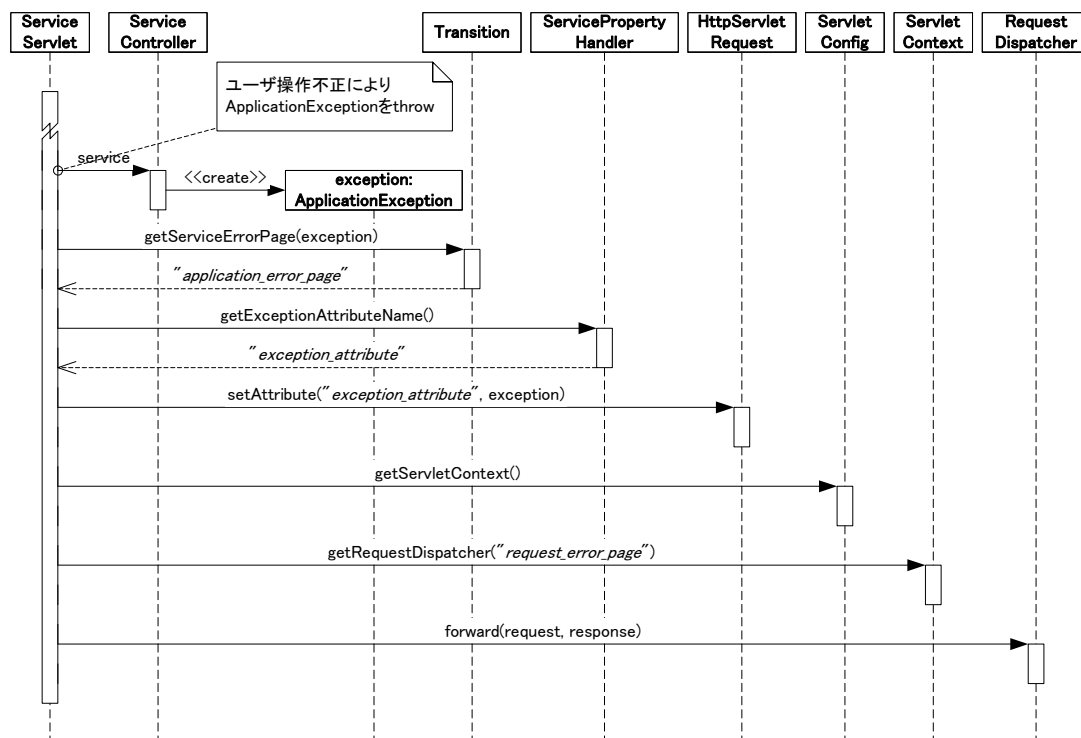 Service
Servlet
Service
Controller
Transition
ServiceProperty
Handler
HttpServlet
Request
Servlet
Config
Servlet
Context
Request
Dispatcher
ユーザ操作不正により
ApplicationExceptionをthrow
service
<<create>>
exception:
ApplicationException
getServiceErrorPage(exception)
"application_error_page"
getExceptionAttributeName()
"exception_attribute"
setAttribute("exception_attribute", exception)
getServletContext()
getRequestDispatcher("request_error_page")
forward(request, response)